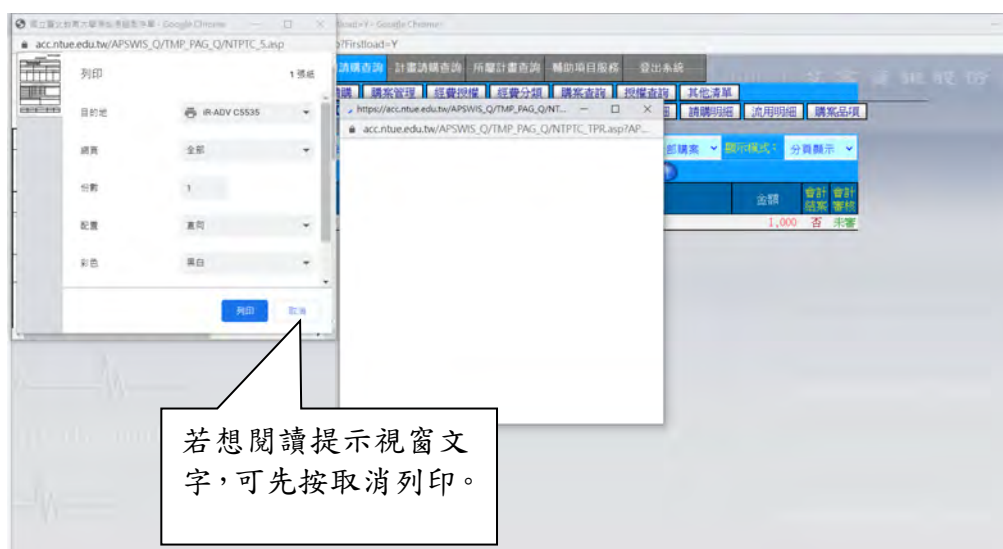 Google Chrome
acc.ntue.edu.tw/APSWIS_Q/TMP_PAG_Q/NTPTC_5.asp
列印
1 張紙
目的地
iR-ADV C5535
網頁
全部
份數
1
配置
直向
彩色
黑白
列印
取消
load=Y - Google Chrome
?Firstload=Y
請購查詢
計畫請購查詢
所屬計畫查詢
輔助項目服務
登出系統
購案管理
經費授權
經費分類
購案查詢
授權查詢
其他清單
請購明細
流用明細
購案品項
https://acc.ntue.edu.tw/APSWIS_Q/TMP_PAG_Q/NT...
acc.ntue.edu.tw/APSWIS_Q/TMP_PAG_Q/NTPTC_TPR.asp?AP...
部購案
顯示模式：
分頁顯示
金額
會計結案
會計審核
1,000
否
未審
若想閱讀提示視窗文
字，可先按取消列印。